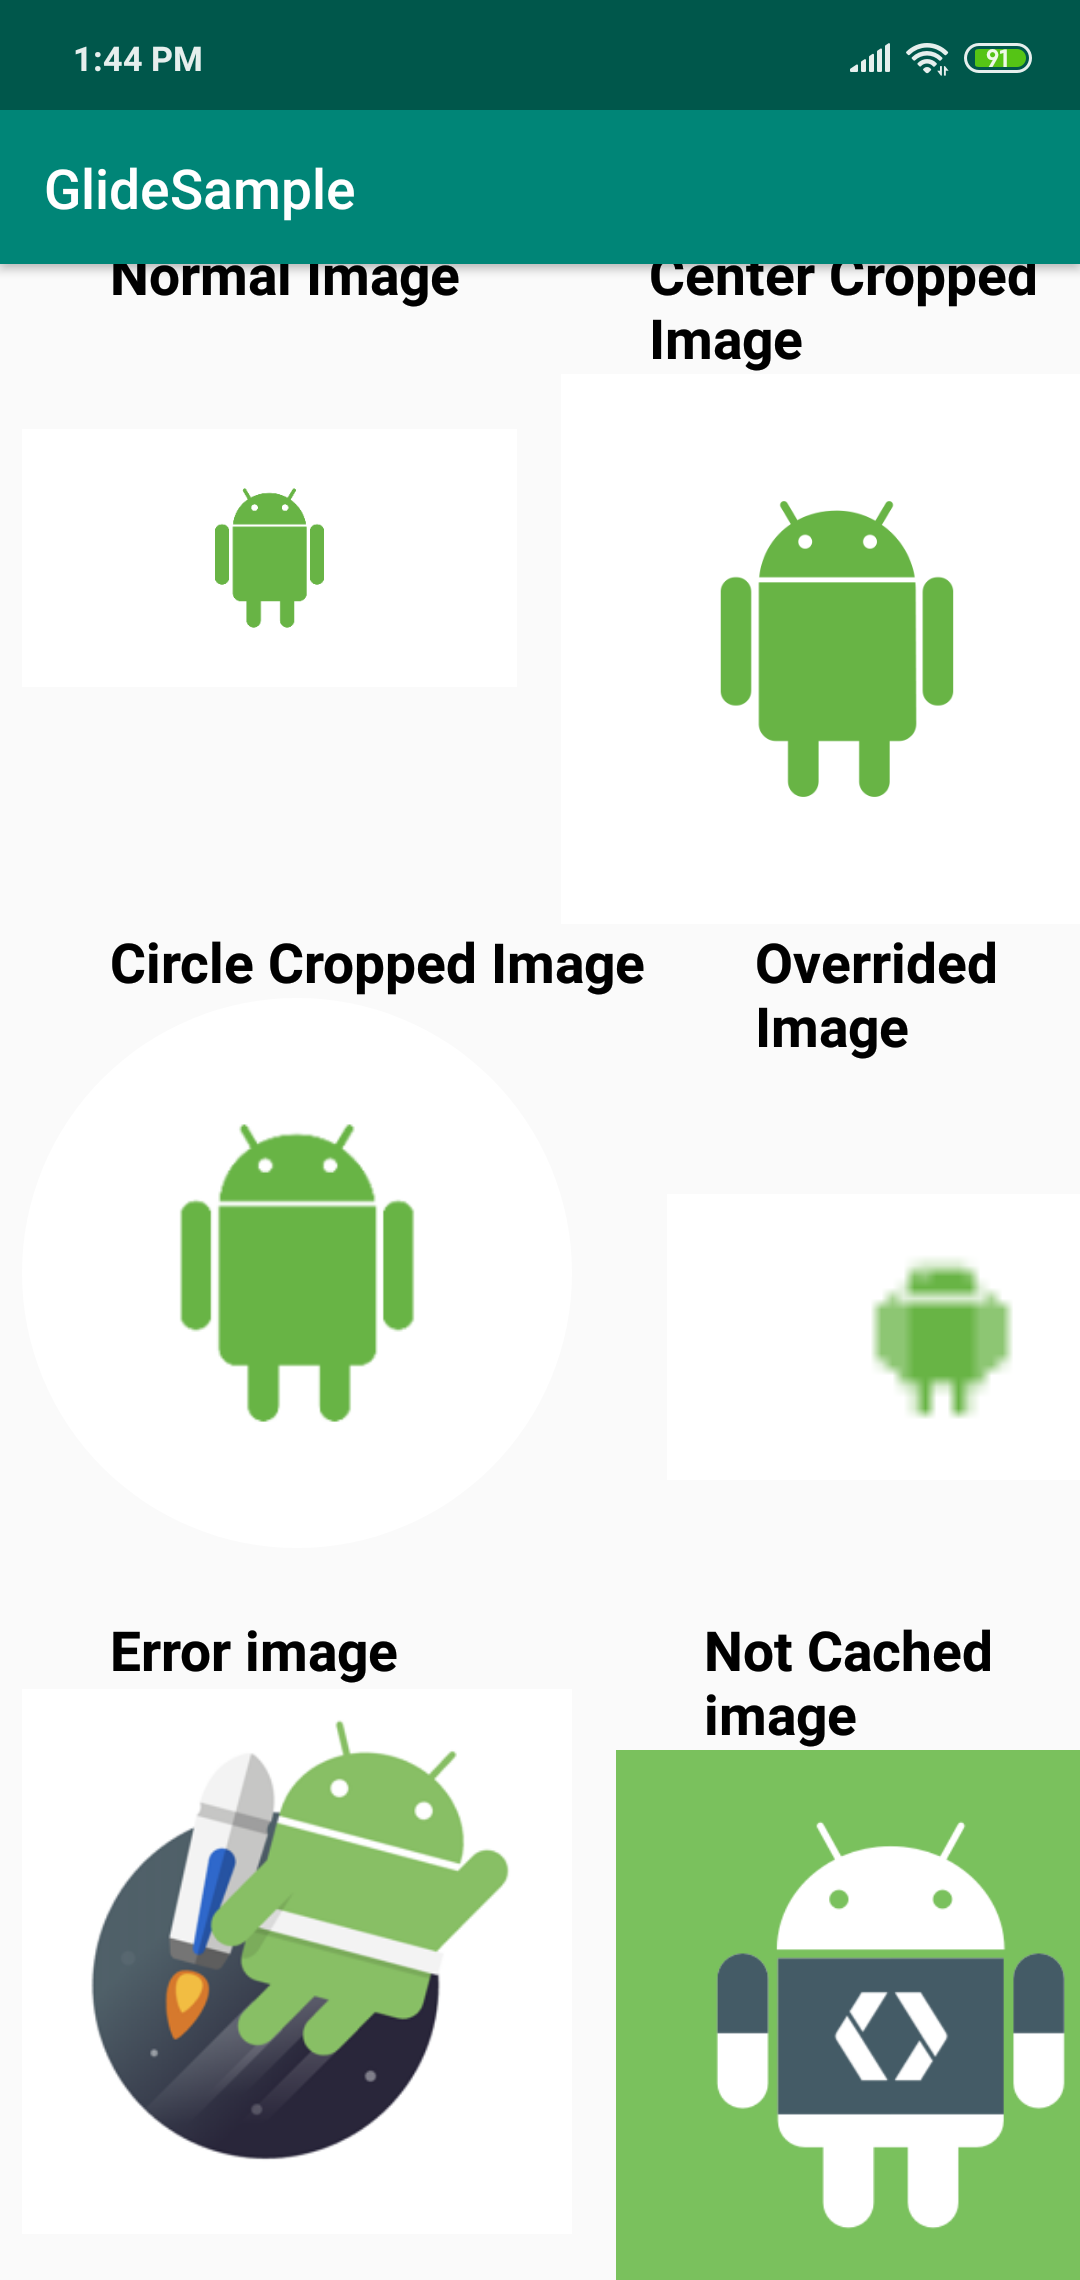 1:44 PM
91
GlideSample
Normal Image
Center Cropped
Image
Circle Cropped Image
Overrided
Image
Error image
Not Cached
image